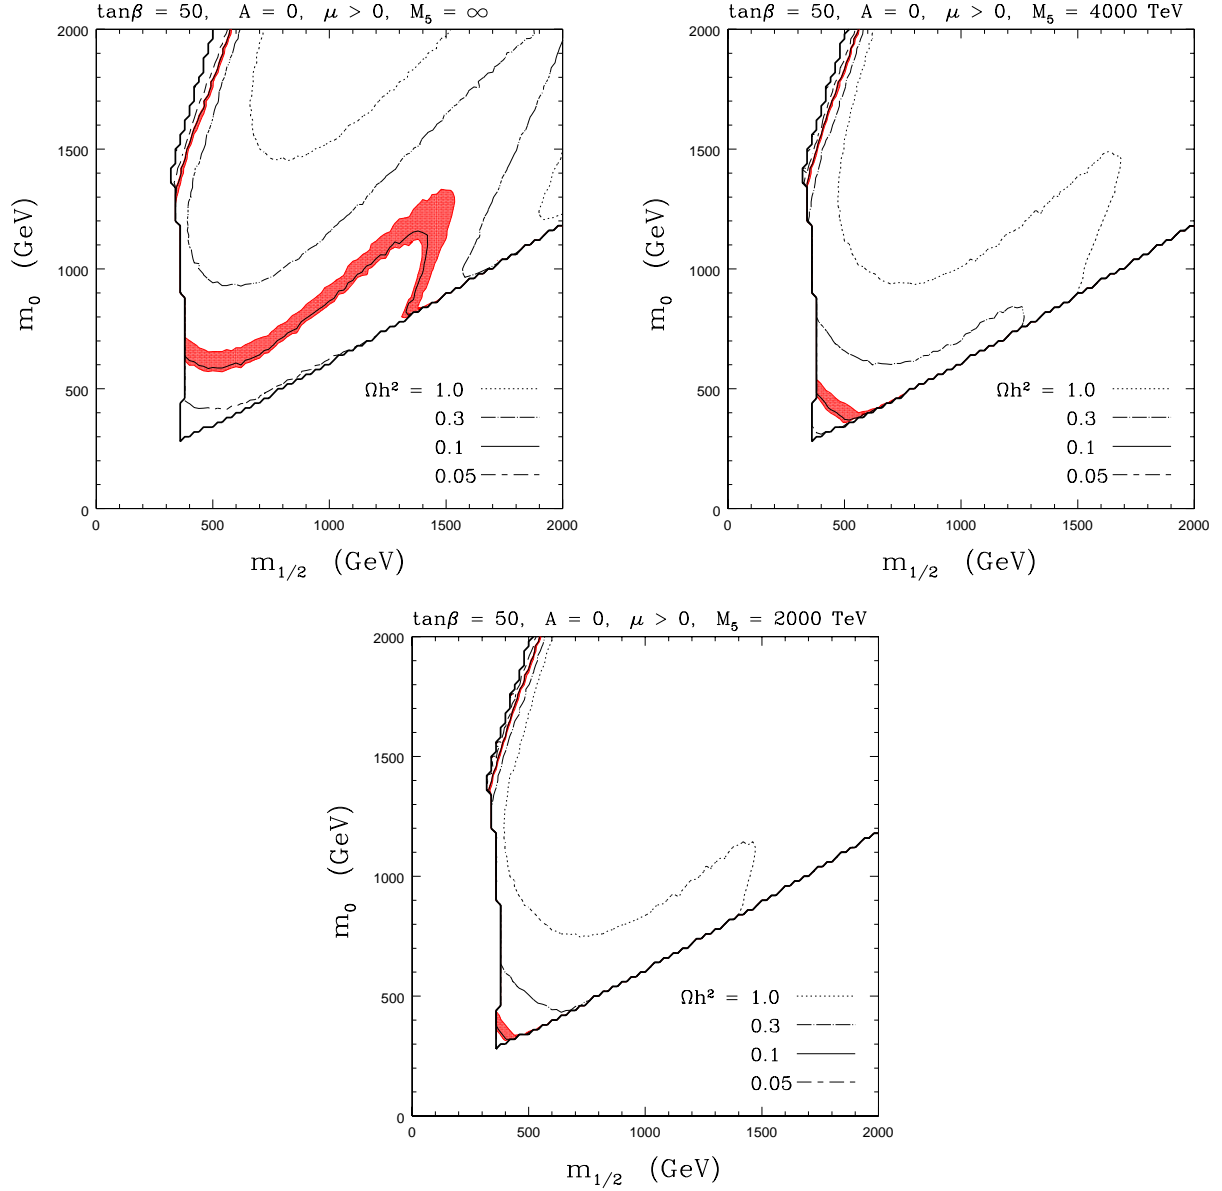 tanβ = 50, A = 0, μ > 0, M5 = ∞
2000
1500
1000
500
0
m0 (GeV)
Ωh² = 1.0
0.3
0.1
0.05
0 500 1000 1500 2000
m1/2 (GeV)
tanβ = 50, A = 0, μ > 0, M5 = 4000 TeV
2000
1500
1000
500
0
m0 (GeV)
Ωh² = 1.0
0.3
0.1
0.05
0 500 1000 1500 2000
m1/2 (GeV)
tanβ = 50, A = 0, μ > 0, M5 = 2000 TeV
2000
1500
1000
500
0
m0 (GeV)
Ωh² = 1.0
0.3
0.1
0.05
0 500 1000 1500 2000
m1/2 (GeV)